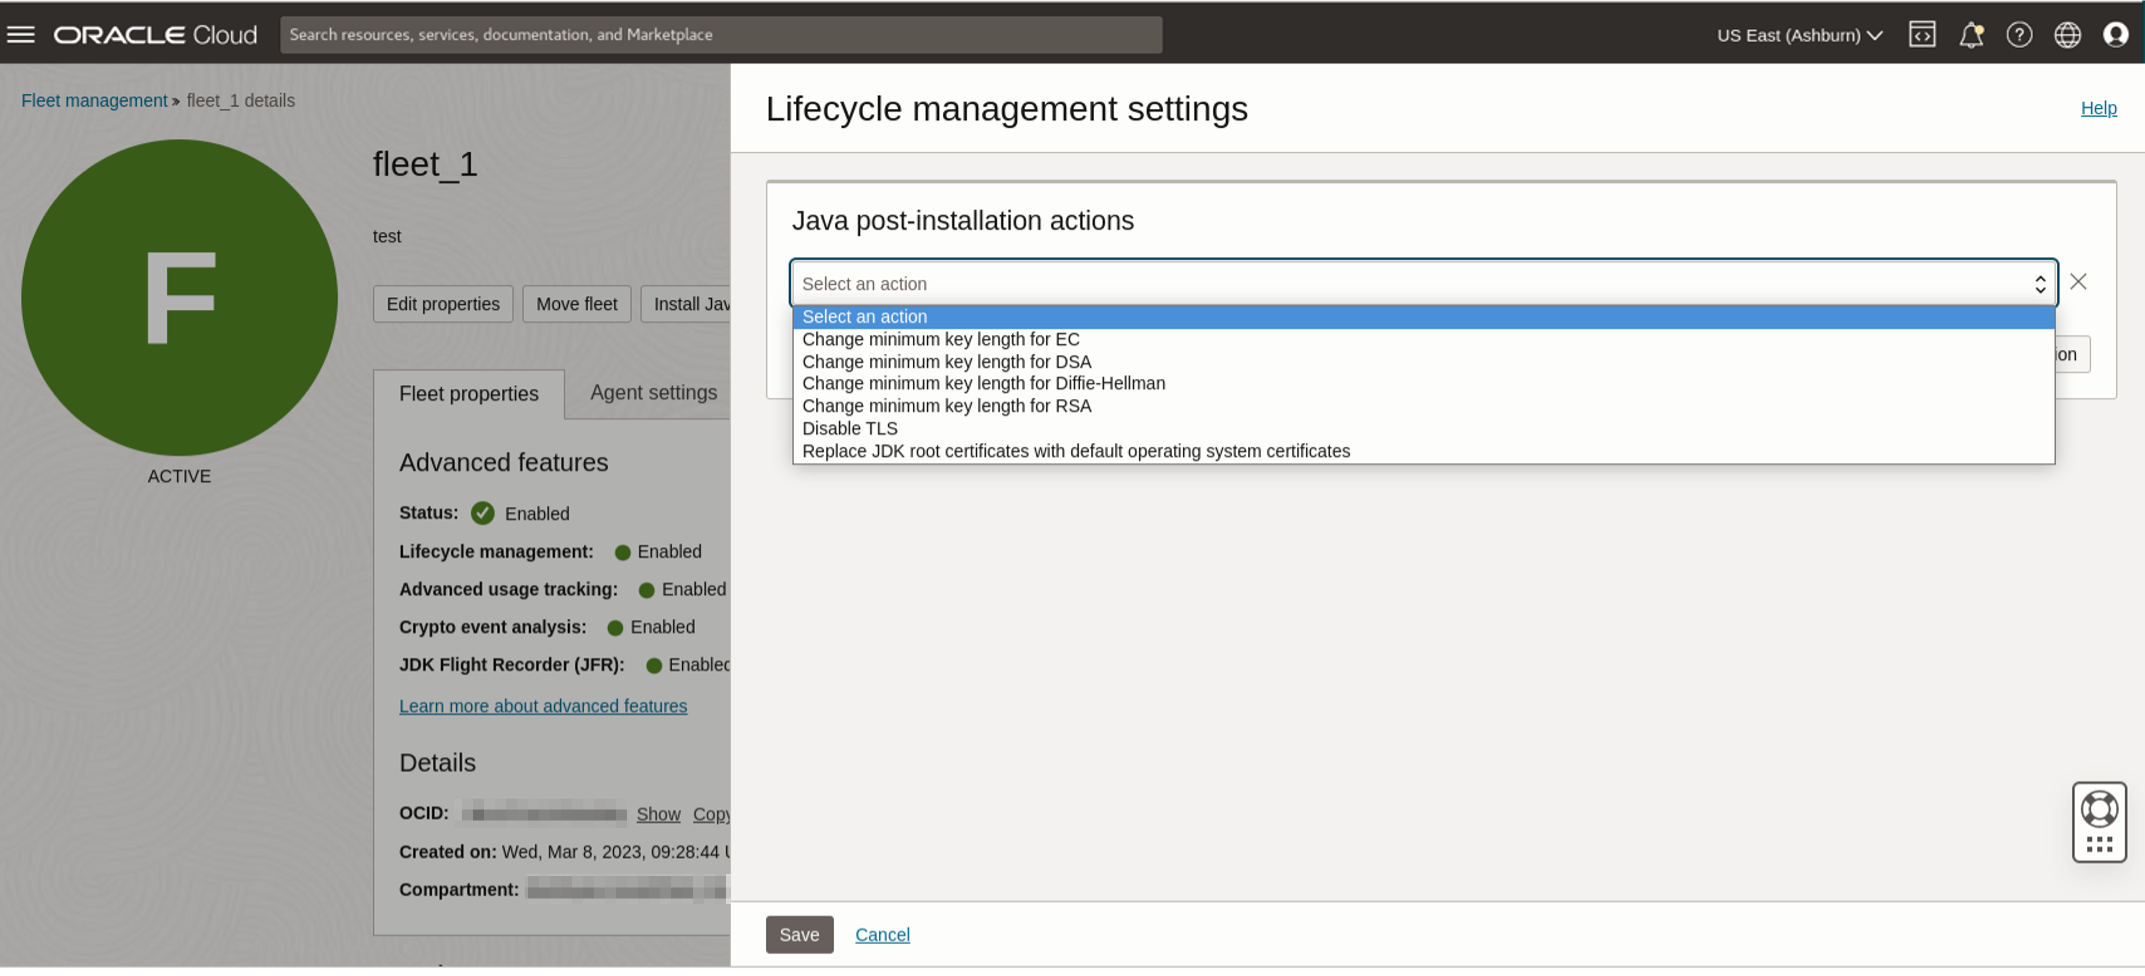 ORACLE Cloud
Search resources, services, documentation, and Marketplace
US East (Ashburn)
Fleet management » fleet_1 details
F
ACTIVE
fleet_1
test
Edit properties
Move fleet
Install Jav
Fleet properties
Agent settings
Advanced features
Status: Enabled
Lifecycle management: Enabled
Advanced usage tracking: Enabled
Crypto event analysis: Enabled
JDK Flight Recorder (JFR): Enabled
Learn more about advanced features
Details
OCID: Show Copy
Created on: Wed, Mar 8, 2023, 09:28:44
Compartment:
Lifecycle management settings
Help
Java post-installation actions
Select an action
Select an action
Change minimum key length for EC
Change minimum key length for DSA
Change minimum key length for Diffie-Hellman
Change minimum key length for RSA
Disable TLS
Replace JDK root certificates with default operating system certificates
ion
Save
Cancel